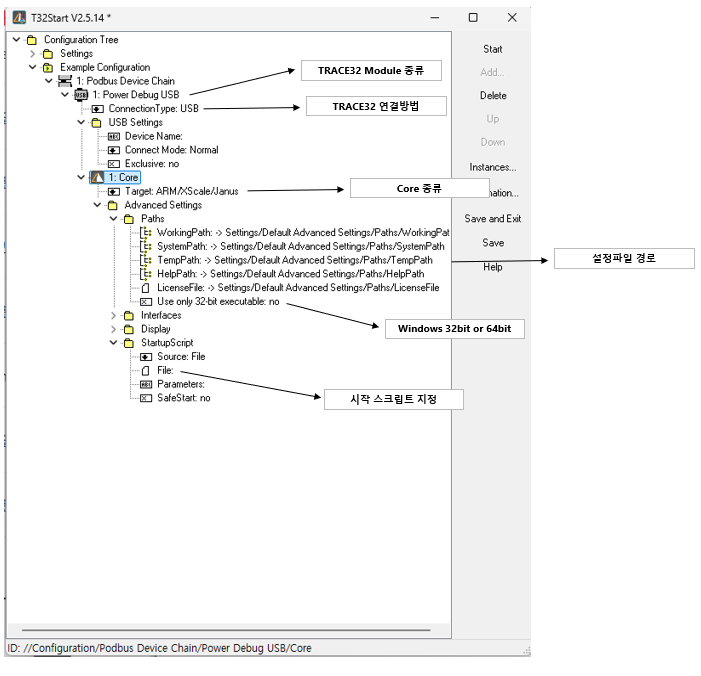 T32Start V2.5.14 *
Configuration Tree
Settings
Example Configuration
1: Podbus Device Chain
1: Power Debug USB
ConnectionType: USB
USB Settings
Device Name:
Connect Mode: Normal
Exclusive: no
1: Core
Target: ARM/XScale/Janus
Advanced Settings
Paths
WorkingPath: -> Settings/Default Advanced Settings/Paths/WorkingPat
SystemPath: -> Settings/Default Advanced Settings/Paths/SystemPath
TempPath: -> Settings/Default Advanced Settings/Paths/TempPath
HelpPath: -> Settings/Default Advanced Settings/Paths/HelpPath
LicenseFile: -> Settings/Default Advanced Settings/Paths/LicenseFile
Use only 32-bit executable: no
Interfaces
Display
StartupScript
Source: File
File:
Parameters:
SafeStart: no
TRACE32 Module 종류
TRACE32 연결방법
Core 종류
설정파일 경로
Windows 32bit or 64bit
시작 스크립트 지정
Start
Add...
Delete
Up
Down
Instances...
nation...
Save and Exit
Save
Help
ID: //Configuration/Podbus Device Chain/Power Debug USB/Core